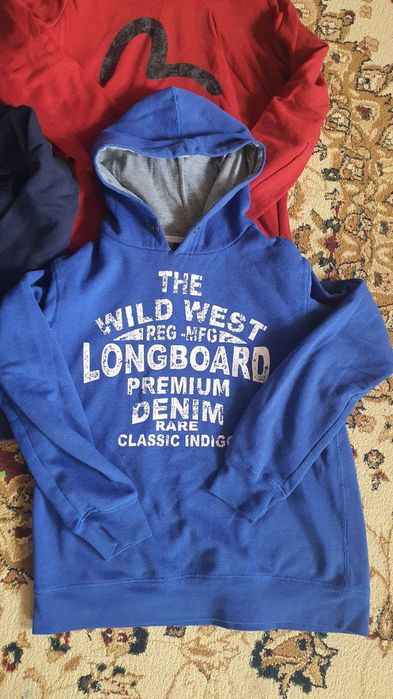 THE
WILD WEST
REG-MFG
LONGBOARD
PREMIUM
DENIM
RARE
CLASSIC INDIGO